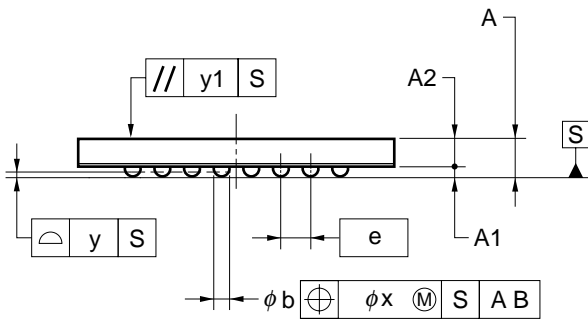 A
// y1 S
A2
S
⌓ y S
e
A1
ϕb ⌖ ϕx Ⓜ S A B